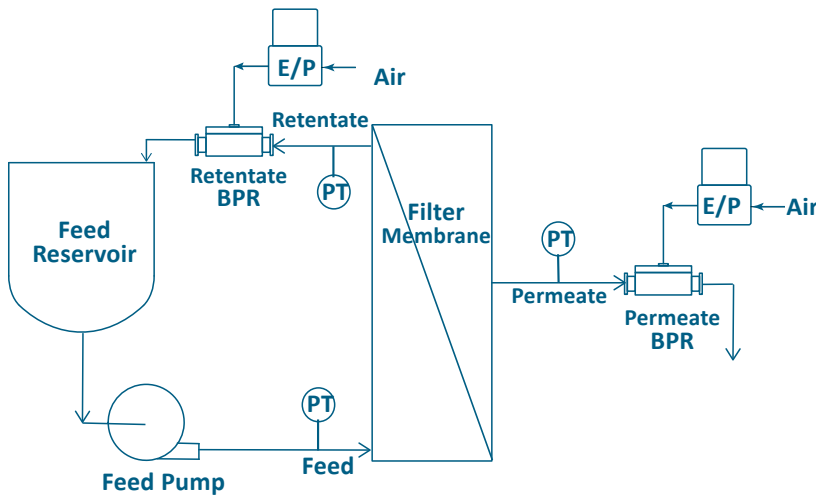 E/P
Air
Retentate
Retentate
BPR
PT
Feed
Reservoir
Filter
Membrane
E/P
Air
PT
Permeate
Permeate
BPR
PT
Feed
Feed Pump